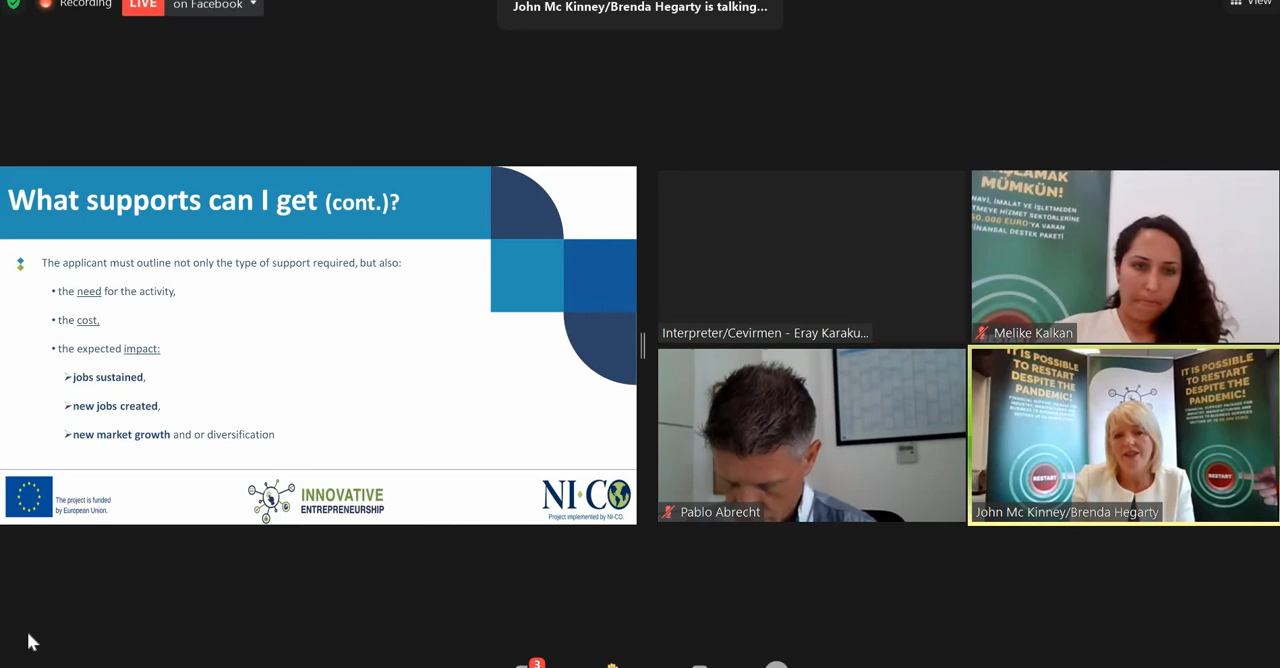 Recording
LIVE
on Facebook
John Mc Kinney/Brenda Hegarty is talking...
View
What supports can I get (cont.)?
The applicant must outline not only the type of support required, but also:
• the need for the activity,
• the cost,
• the expected impact:
➢jobs sustained,
➢new jobs created,
➢new market growth and or diversification
The project is funded
by European Union.
INNOVATIVE
ENTREPRENEURSHIP
NI·CO
Project implemented by NI-CO.
Interpreter/Cevirmen - Eray Karaku...
MÜMKÜN!
Melike Kalkan
Pablo Abrecht
IT IS POSSIBLE
TO RESTART
DESPITE THE
PANDEMIC!
RESTART
IT IS POSSIBLE
TO RESTART
DESPITE THE
PANDEMIC!
RESTART
John Mc Kinney/Brenda Hegarty
3